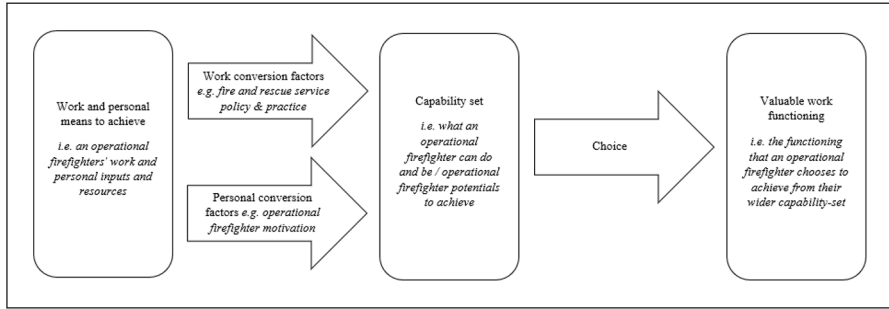 Work and personal
means to achieve
i.e. an operational
firefighters' work and
personal inputs and
resources
Work conversion factors
e.g. fire and rescue service
policy & practice
Personal conversion
factors e.g. operational
firefighter motivation
Capability set
i.e. what an
operational
firefighter can do
and be / operational
firefighter potentials
to achieve
Choice
Valuable work
functioning
i.e. the functioning
that an operational
firefighter chooses to
achieve from their
wider capability-set